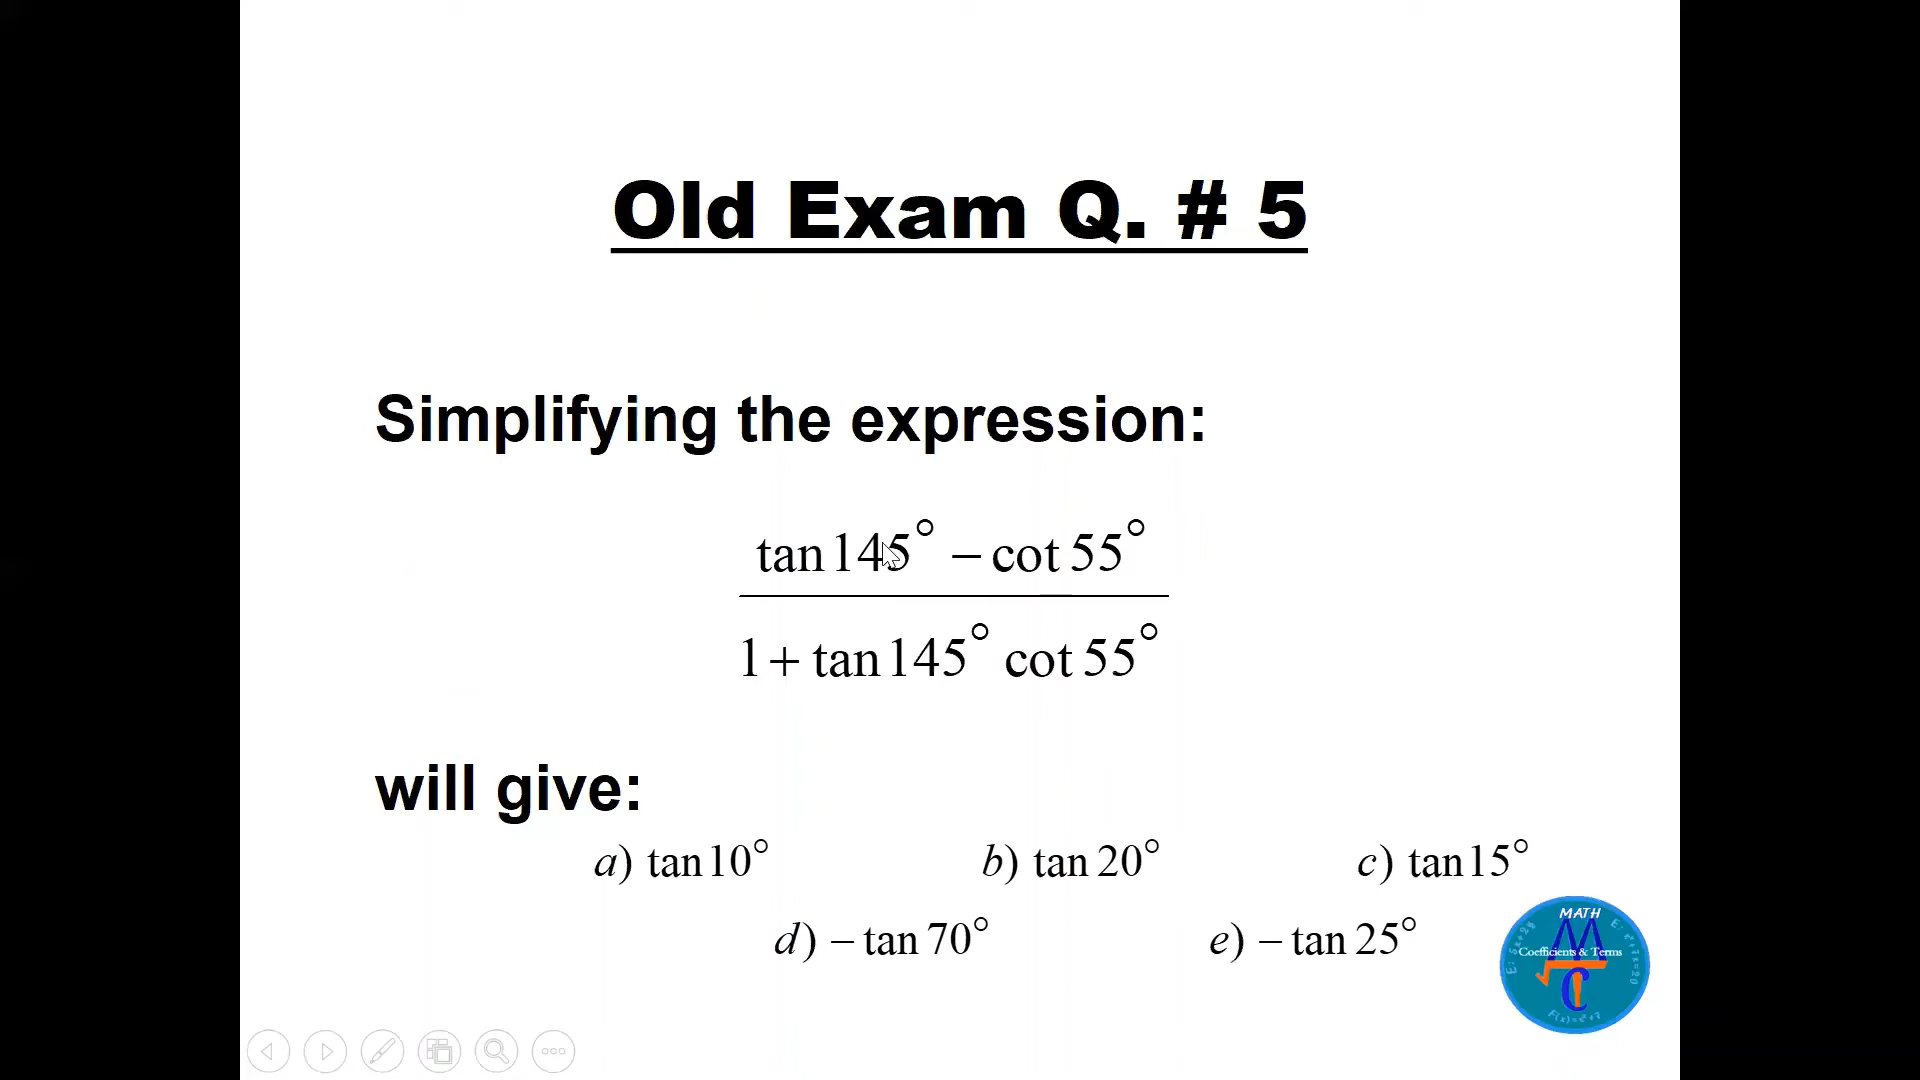 Old Exam Q. # 5
Simplifying the expression:
tan 145° − cot 55°
1 + tan 145° cot 55°
will give:
a) tan 10° b) tan 20° c) tan 15°
d) − tan 70° e) − tan 25°
MATH
Coefficients & Terms